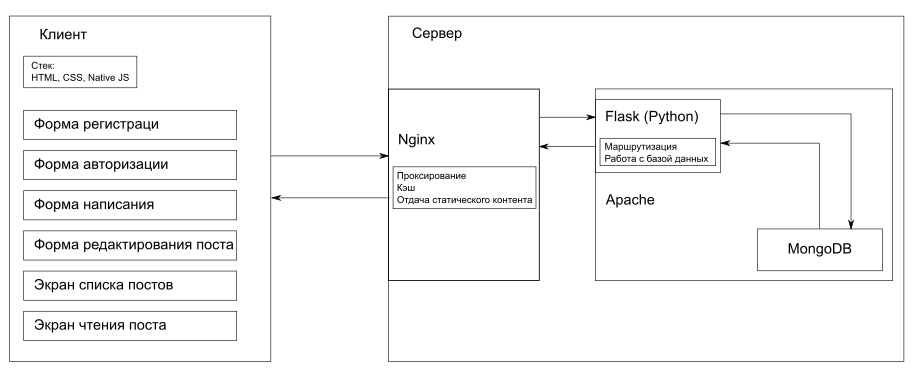 Клиент
Стек:
HTML, CSS, Native JS
Форма регистраци
Форма авторизации
Форма написания
Форма редактирования поста
Экран списка постов
Экран чтения поста
Сервер
Nginx
Проксирование
Кэш
Отдача статического контента
Flask (Python)
Маршрутизация
Работа с базой данных
Apache
MongoDB